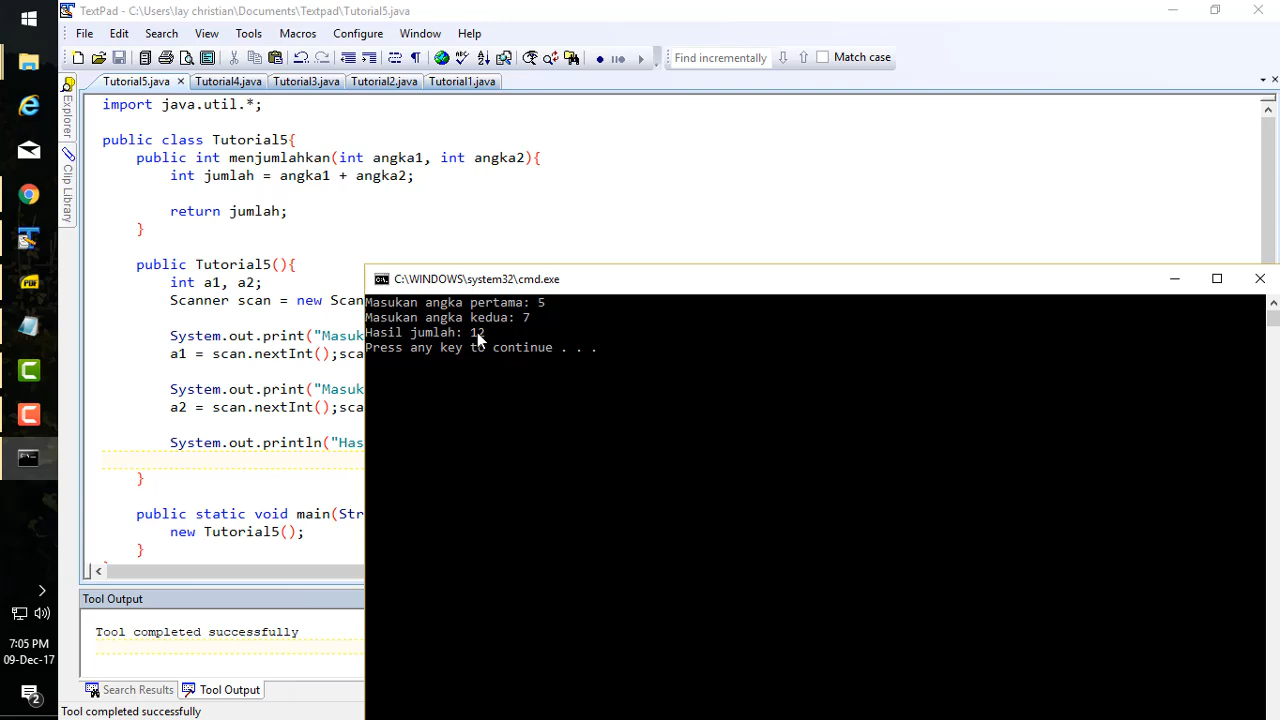 TextPad - C:\Users\lay christian\Documents\Textpad\Tutorial5.java
File Edit Search View Tools Macros Configure Window Help
Find incrementally Match case
Tutorial5.java Tutorial4.java Tutorial3.java Tutorial2.java Tutorial1.java
Explorer
Clip Library
import java.util.*;
public class Tutorial5{
public int menjumlahkan(int angka1, int angka2){
int jumlah = angka1 + angka2;
return jumlah;
}
public Tutorial5(){
int a1, a2;
Scanner scan = new Scan
System.out.print("Masuk
a1 = scan.nextInt();sca
System.out.print("Masuk
a2 = scan.nextInt();sca
System.out.println("Has
}
public static void main(Str
new Tutorial5();
}
C:\WINDOWS\system32\cmd.exe
Masukan angka pertama: 5
Masukan angka kedua: 7
Hasil jumlah: 12
Press any key to continue . . .
Tool Output
Tool completed successfully
Search Results Tool Output
Tool completed successfully
7:05 PM
09-Dec-17
2